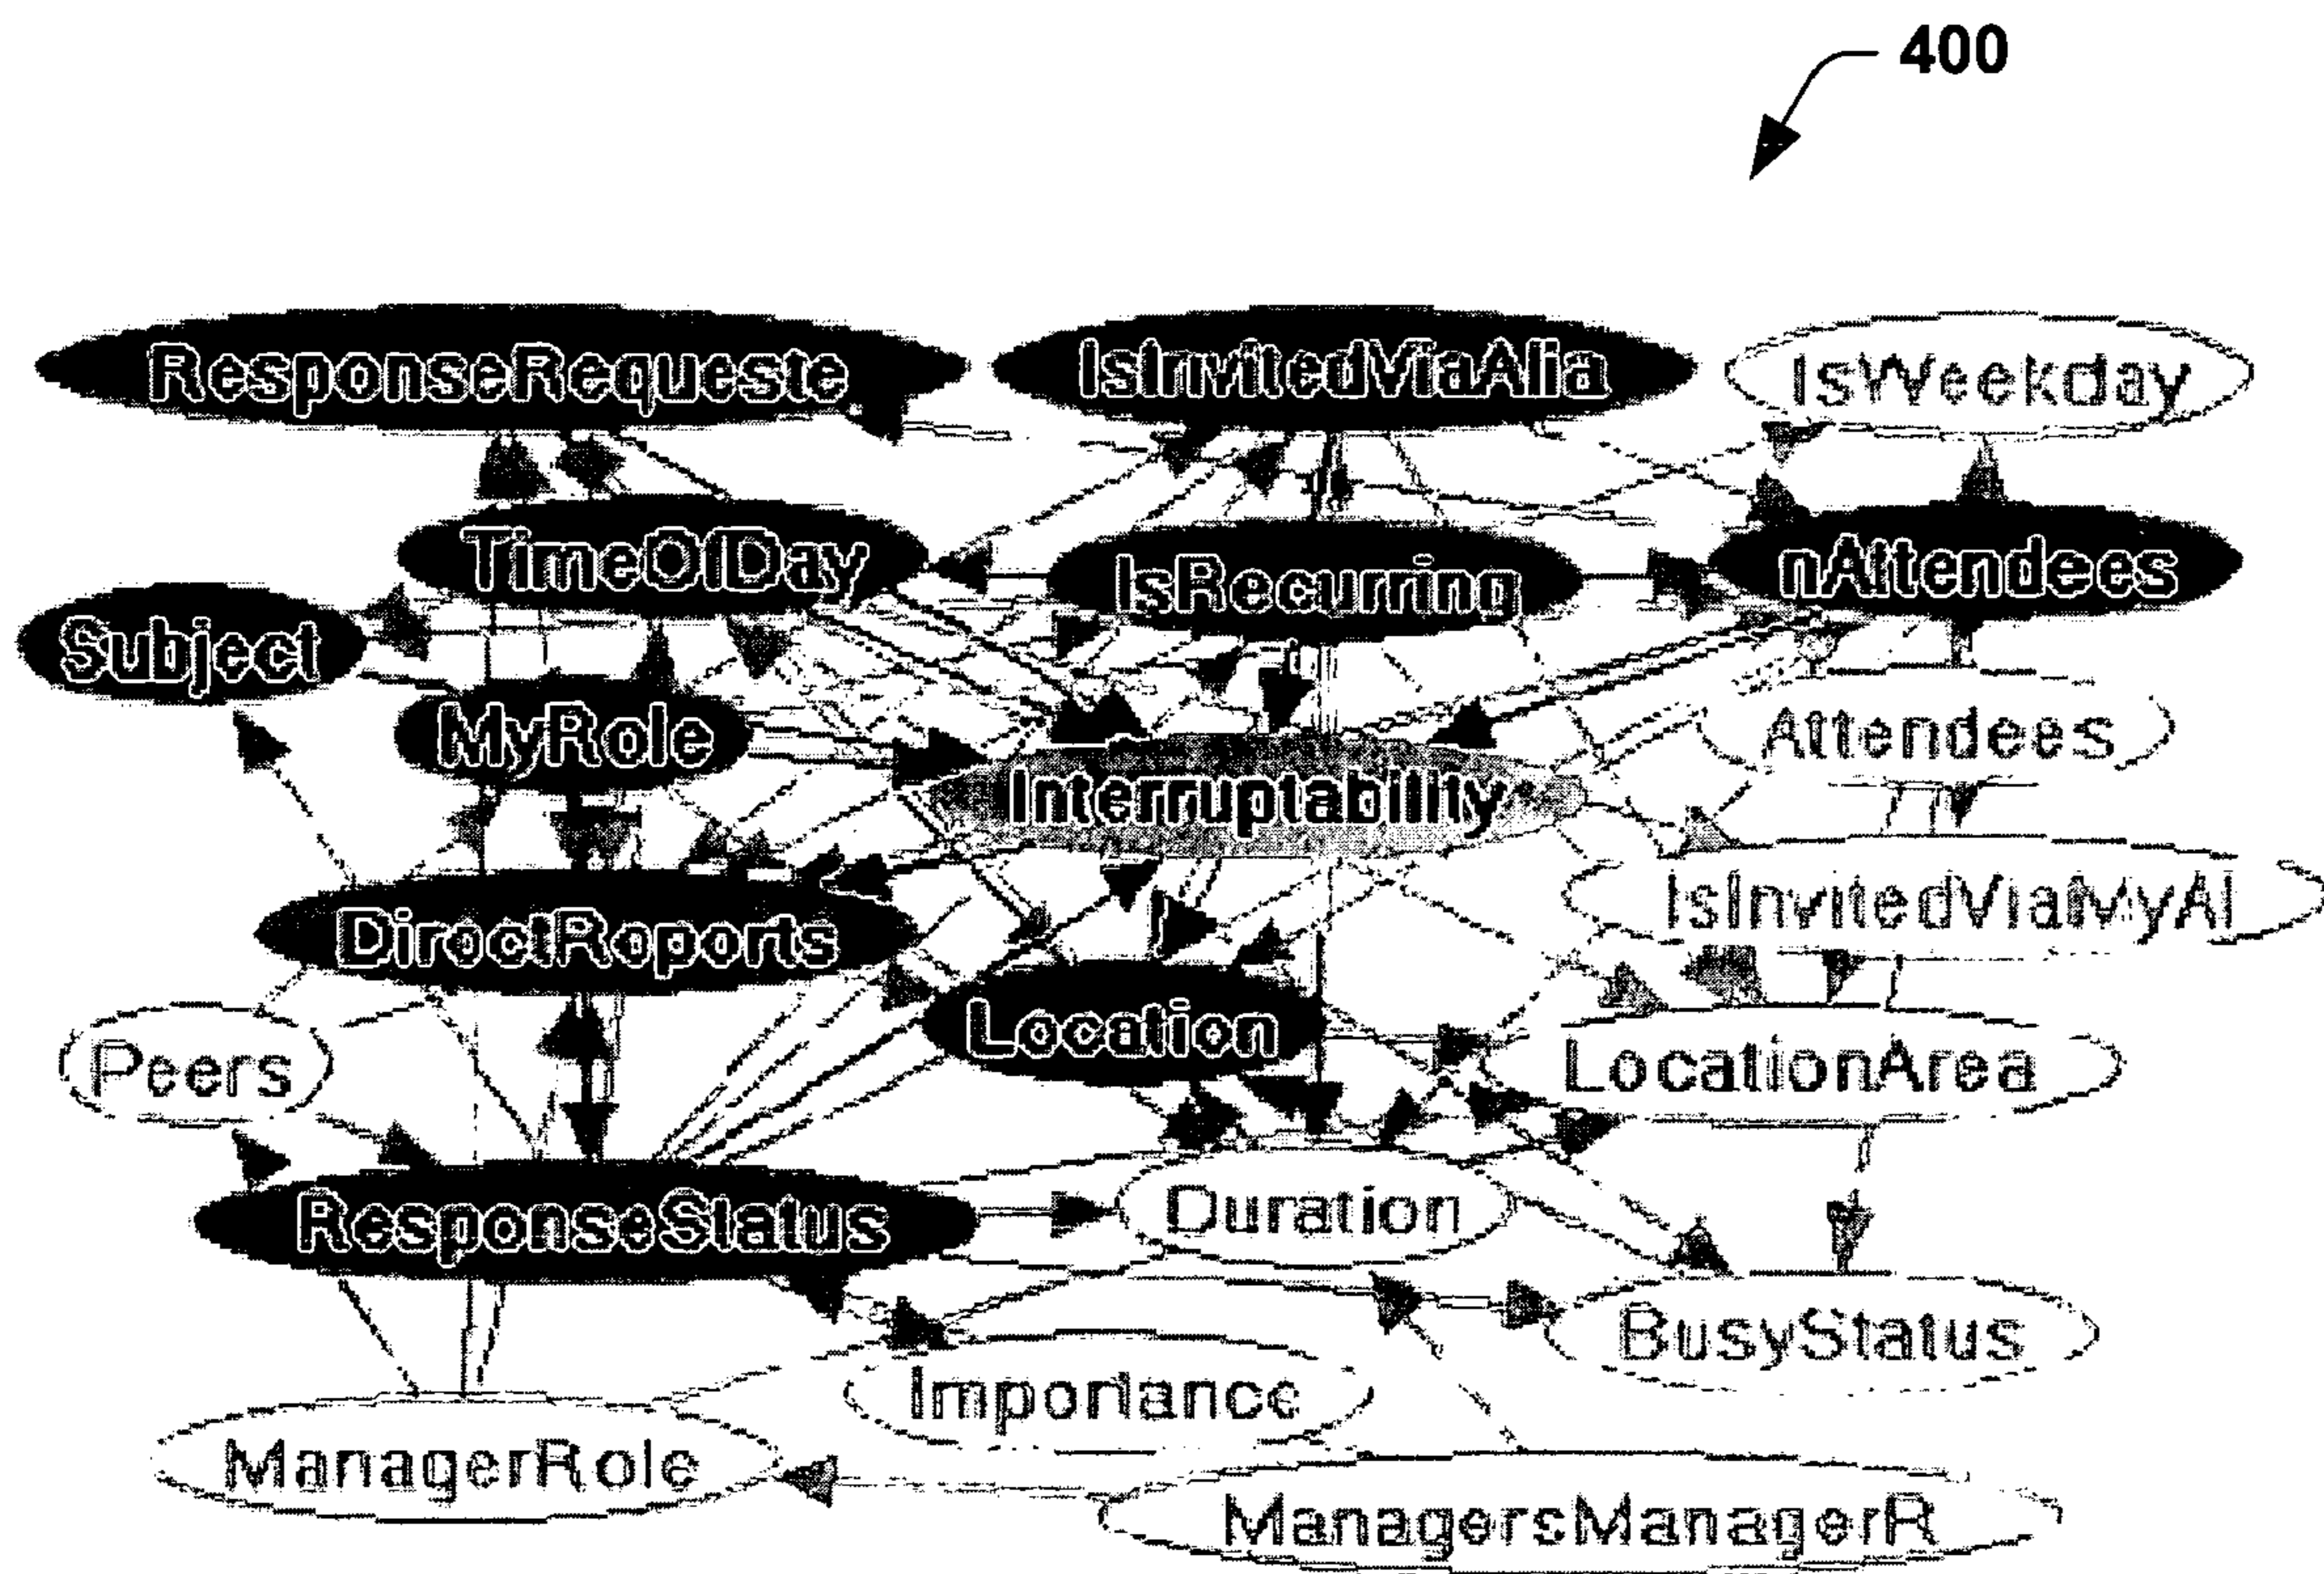 400
ResponseRequeste
IsInvitedViaAlia
IsWeekday
TimeOfDay
IsRecurring
nAttendees
Subject
MyRole
Attendees
Interruptability
IsInvitedViaMyAl
DirectReports
Location
Peers
LocationArea
ResponseStatus
Duration
BusyStatus
Importance
ManagerRole
ManagersManagerR